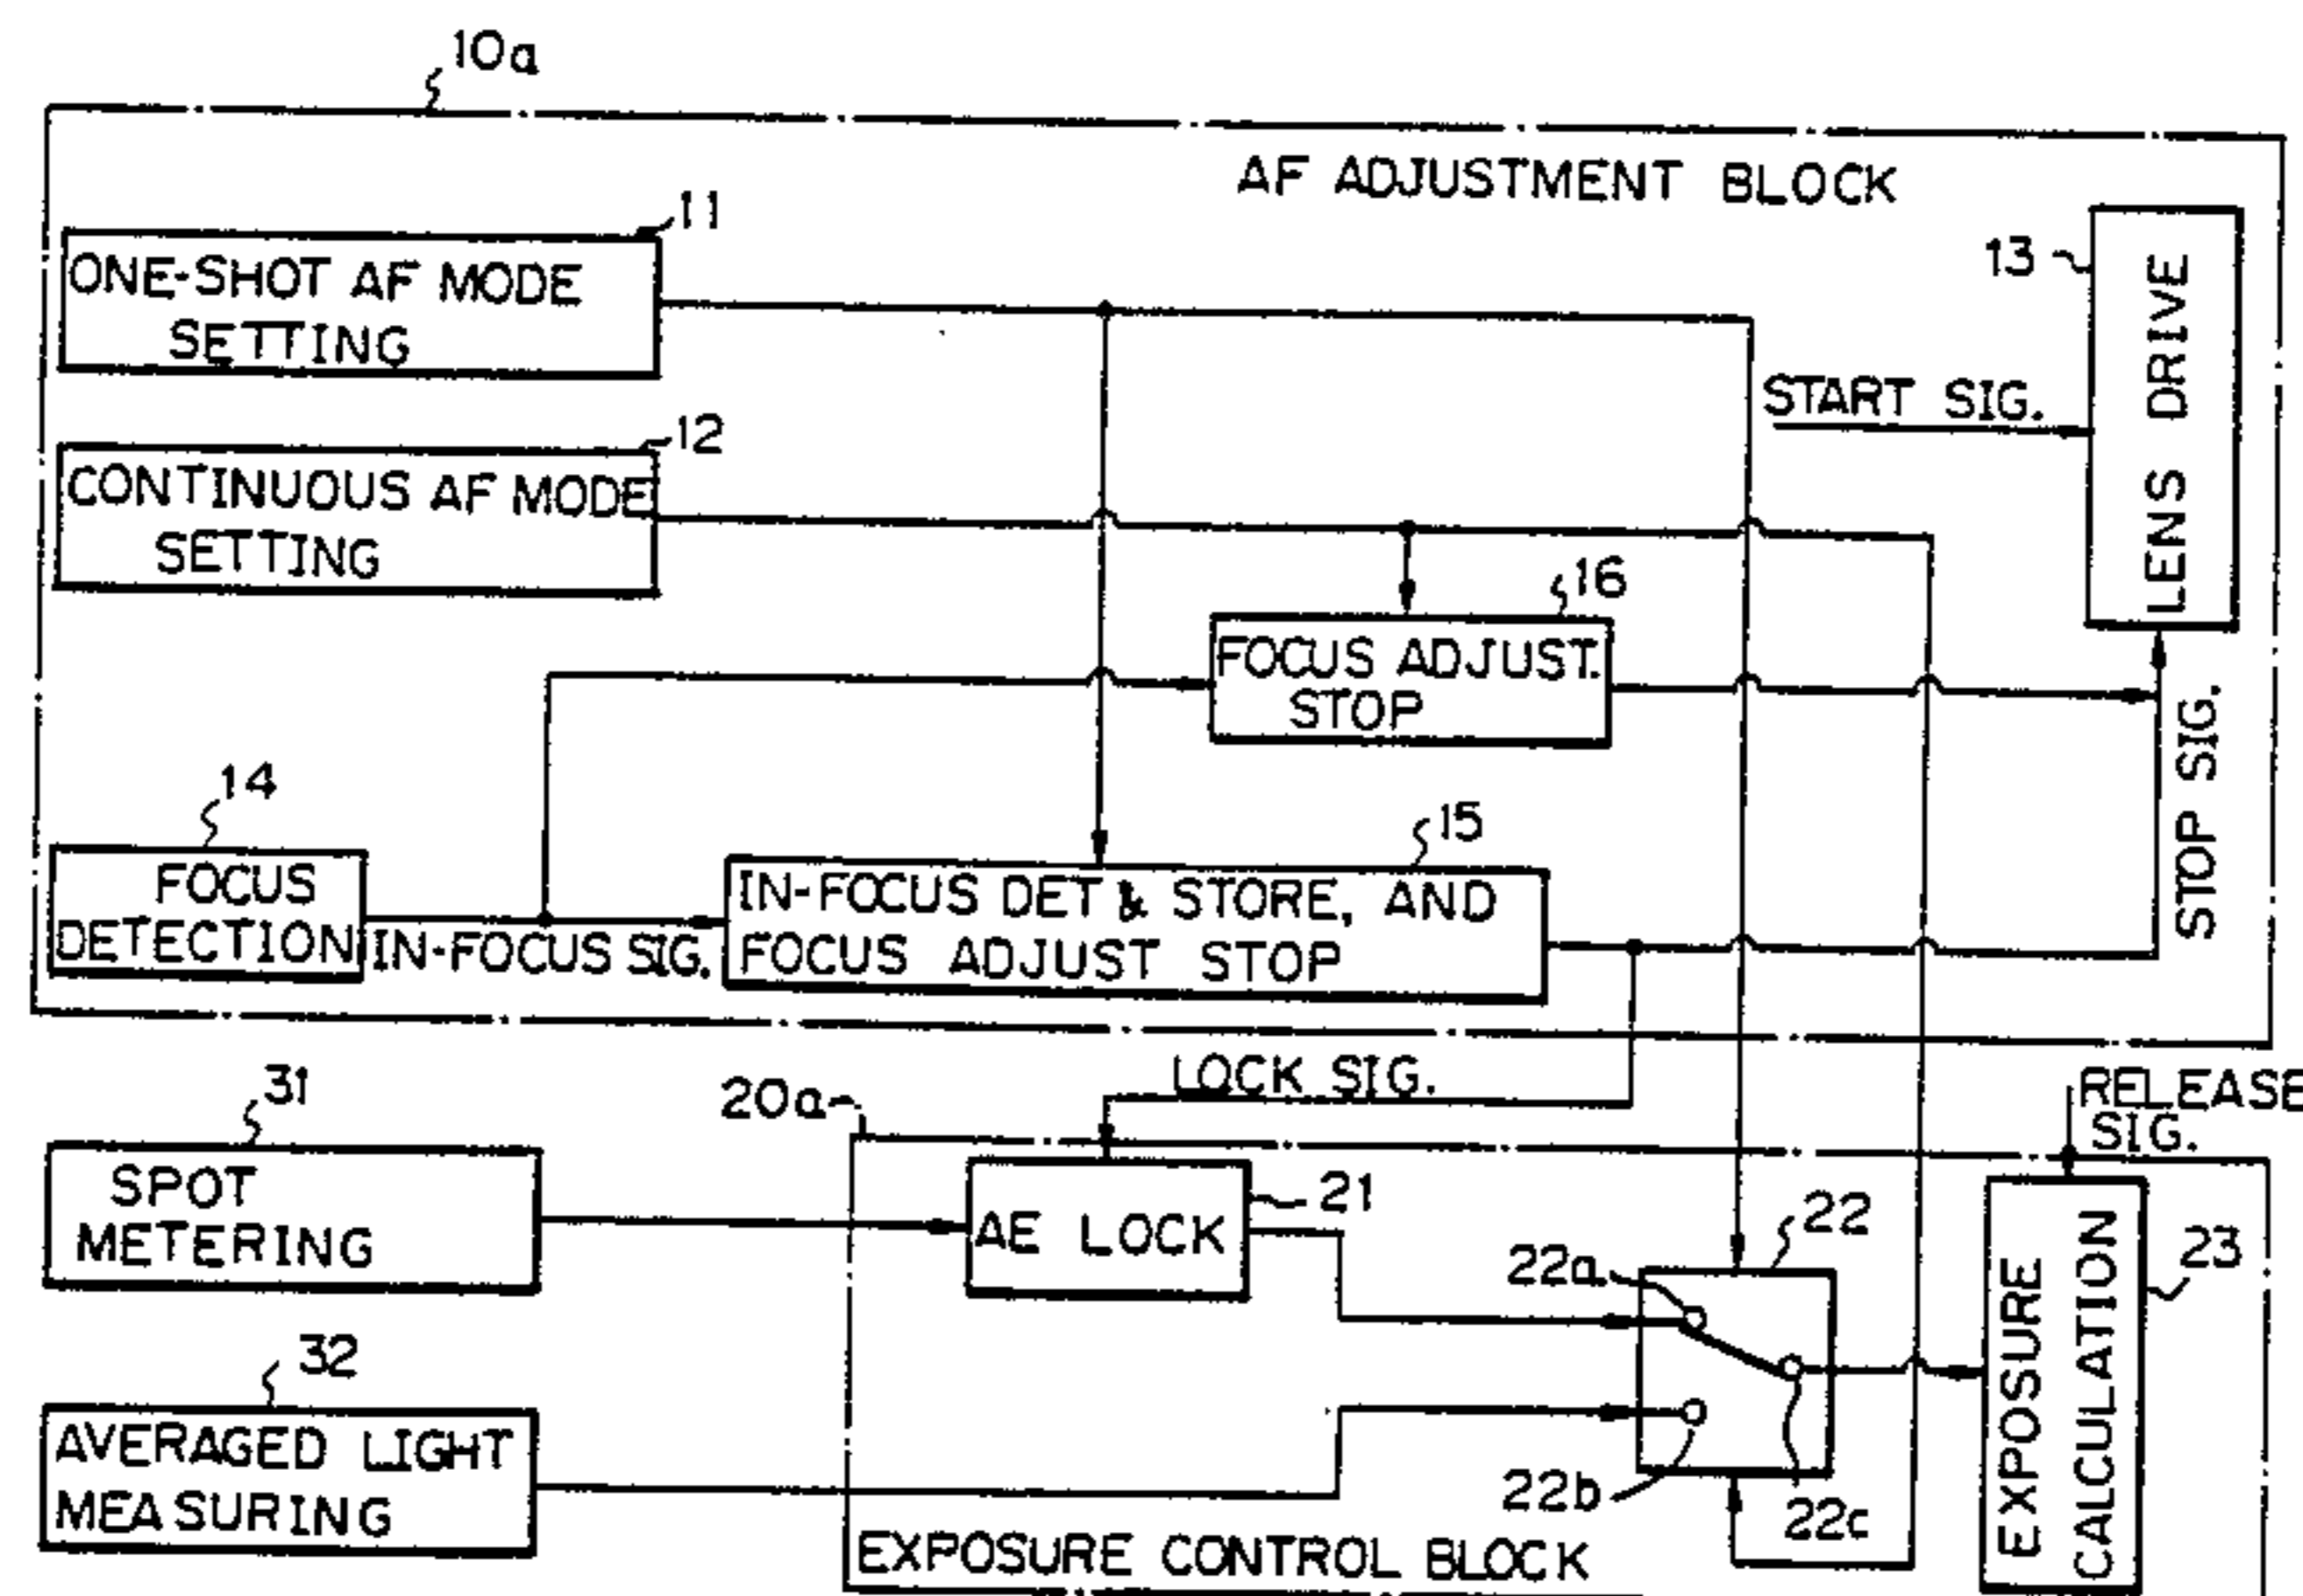 10a
AF ADJUSTMENT BLOCK
11
ONE-SHOT AF MODE
SETTING
13
LENS DRIVE
START SIG.
12
CONTINUOUS AF MODE
SETTING
16
FOCUS ADJUST.
STOP
STOP SIG.
14
FOCUS
DETECTION
IN-FOCUS SIG.
15
IN-FOCUS DET & STORE, AND
FOCUS ADJUST STOP
LOCK SIG.
RELEASE
SIG.
31
SPOT
METERING
20a
AE LOCK
21
22
22a
22b
22c
23
EXPOSURE
CALCULATION
32
AVERAGED LIGHT
MEASURING
EXPOSURE CONTROL BLOCK